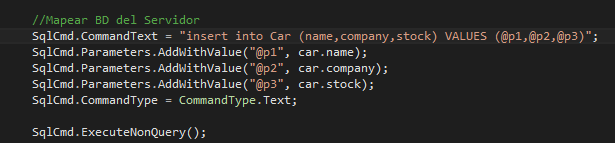 //Mapear BD del Servidor
SqlCmd.CommandText = "insert into Car (name,company,stock) VALUES (@p1,@p2,@p3)";
SqlCmd.Parameters.AddWithValue("@p1", car.name);
SqlCmd.Parameters.AddWithValue("@p2", car.company);
SqlCmd.Parameters.AddWithValue("@p3", car.stock);
SqlCmd.CommandType = CommandType.Text;
SqlCmd.ExecuteNonQuery();